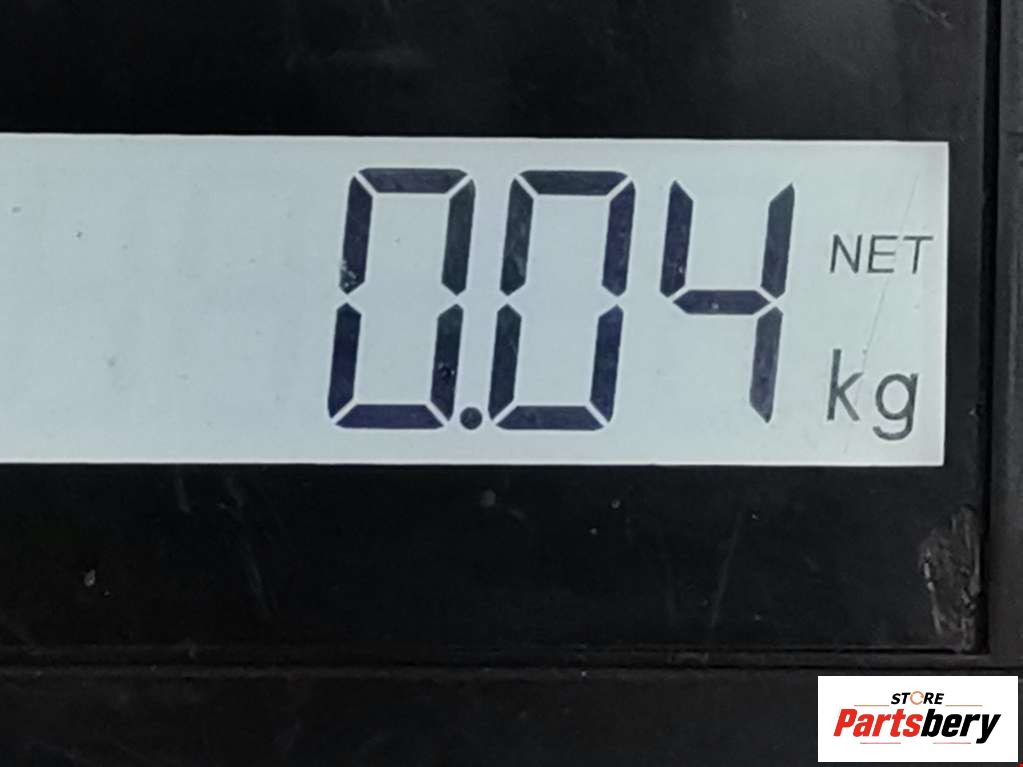 0.04 NET
kg
STORE
Partsbery